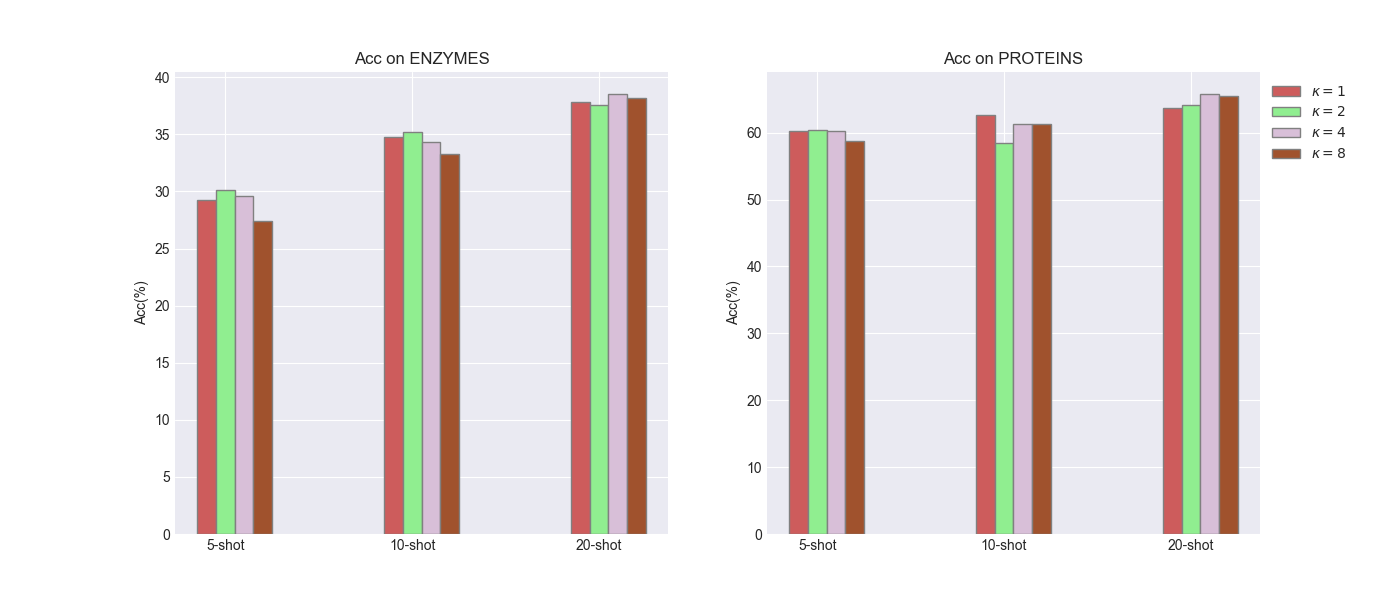 Acc on ENZYMES
40
35
30
25
20
15
10
5
0
Acc(%)
5-shot
10-shot
20-shot
Acc on PROTEINS
60
50
40
30
20
10
0
Acc(%)
5-shot
10-shot
20-shot
κ = 1
κ = 2
κ = 4
κ = 8